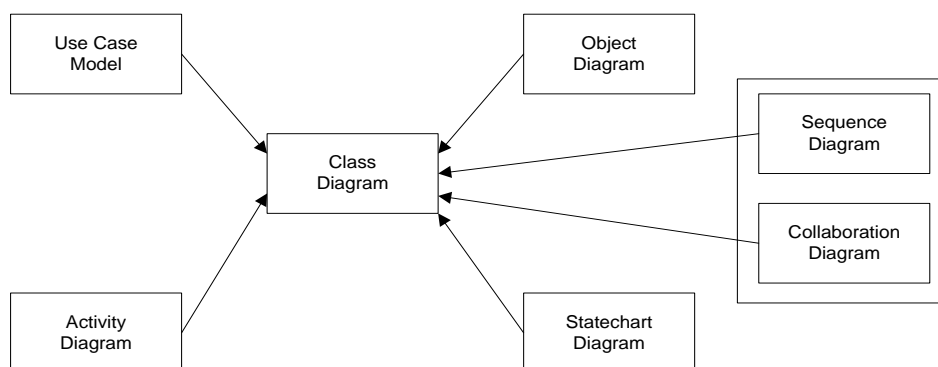 Use Case
Model
Object
Diagram
Sequence
Diagram
Class
Diagram
Collaboration
Diagram
Activity
Diagram
Statechart
Diagram